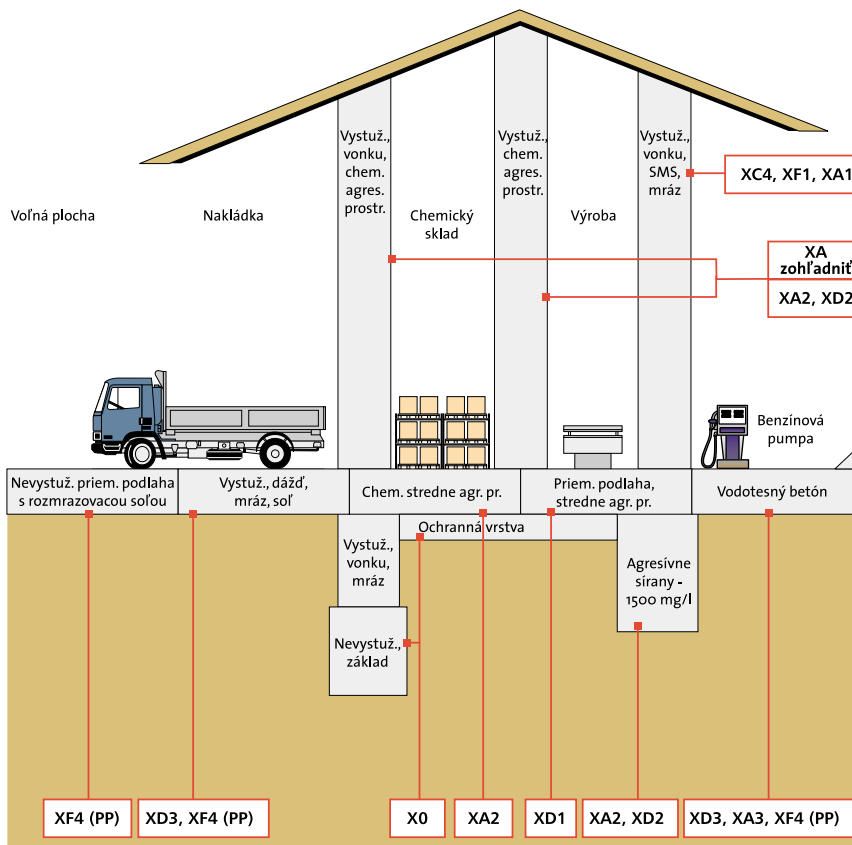 Vystuž.,
vonku,
chem.
agres.
prostr.
Vystuž.,
chem.
agres.
prostr.
Vystuž.,
vonku,
SMS,
mráz
XC4, XF1, XA1
Voľná plocha
Nakládka
Chemický
sklad
Výroba
XA
zohľadniť
XA2, XD2
Benzínová
pumpa
Nevystuž. priem. podlaha
s rozmrazovacou soľou
Vystuž., dážď,
mráz, soľ
Chem. stredne agr. pr.
Priem. podlaha,
stredne agr. pr.
Vodotesný betón
Ochranná vrstva
Vystuž.,
vonku,
mráz
Agresívne
sírany -
1500 mg/l
Nevystuž.,
základ
XF4 (PP)
XD3, XF4 (PP)
X0
XA2
XD1
XA2, XD2
XD3, XA3, XF4 (PP)